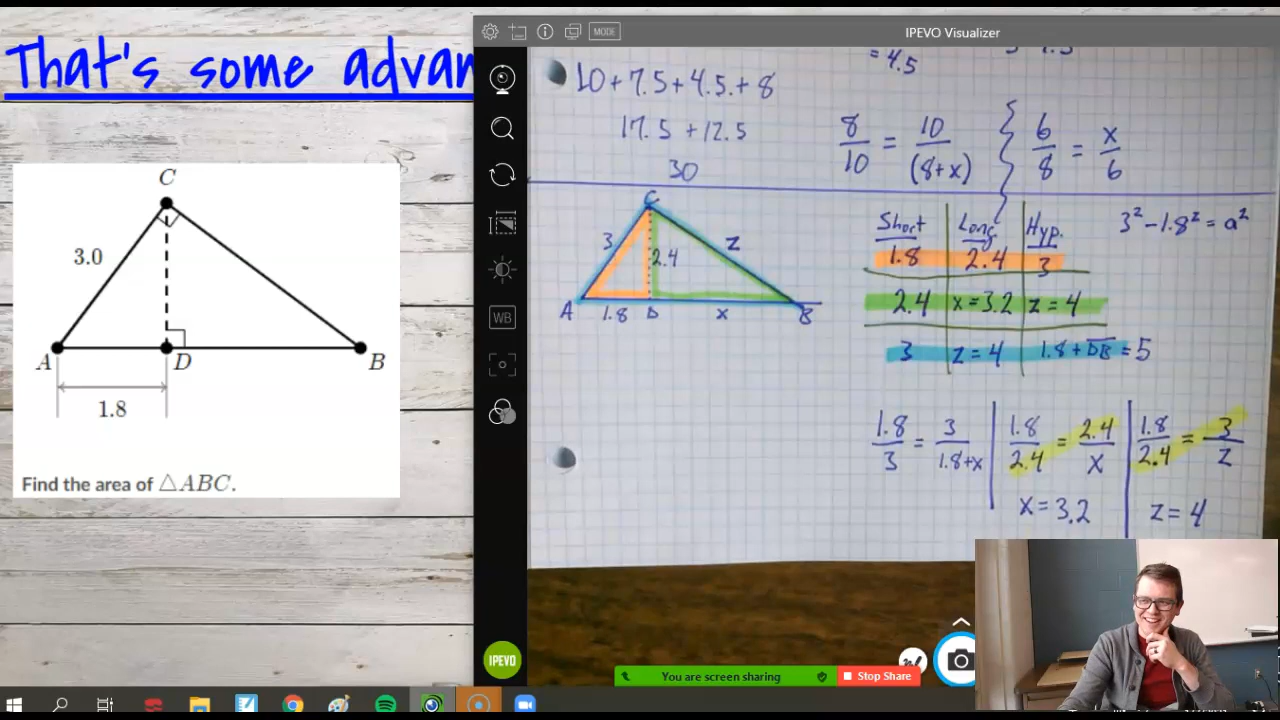 That's some advan
C
3.0
A
D
B
1.8
Find the area of △ABC.
MODE
IPEVO Visualizer
WB
IPEVO
= 4.5
10 + 7.5 + 4.5 + 8
17.5 + 12.5
30
8/10 = 10/(8+x)
6/8 = x/6
C
3
2.4
z
A
1.8
D
x
B
Short Long Hyp.
1.8 2.4 3
2.4 x=3.2 z=4
3 z=4 1.8+DB=5
3²-1.8²=a²
1.8/3 = 3/1.8+x
1.8/2.4 = 2.4/x
x=3.2
1.8/2.4 = 3/z
z=4
You are screen sharing
Stop Share